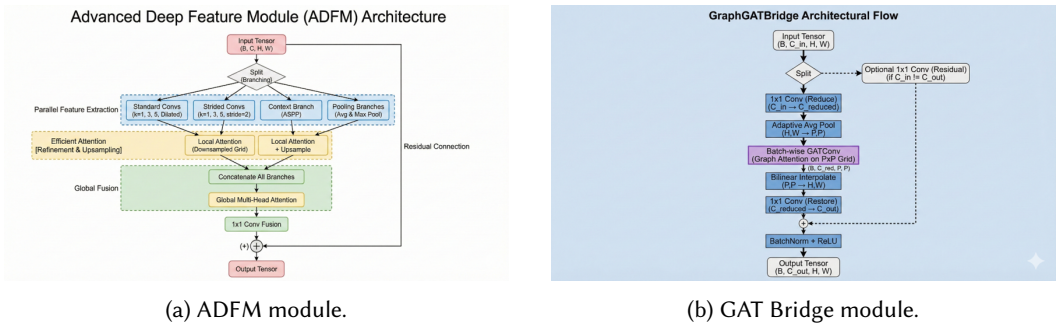 Advanced Deep Feature Module (ADFM) Architecture
Input Tensor
(B, C, H, W)
Split
(Branching)
Parallel Feature Extraction
Standard Convs
(k=1, 3, 5, Dilated)
Strided Convs
(k=1, 3, 5, stride=2)
Context Branch
(ASPP)
Pooling Branches
(Avg & Max Pool)
Efficient Attention
[Refinement & Upsampling]
Local Attention
(Downsampled Grid)
Local Attention
+ Upsample
Residual Connection
Global Fusion
Concatenate All Branches
Global Multi-Head Attention
1x1 Conv Fusion
(+)
+
Output Tensor
(a) ADFM module.
GraphGATBridge Architectural Flow
Input Tensor
(B, C_in, H, W)
Split
Optional 1x1 Conv (Residual)
(if C_in != C_out)
1x1 Conv (Reduce)
(C_in → C_reduced)
Adaptive Avg Pool
(H,W → P,P)
Batch-wise GATConv
(Graph Attention on PxP Grid)
(B, C_red, P, P)
Bilinear Interpolate
(P,P → H,W)
1x1 Conv (Restore)
(C_reduced → C_out)
+
BatchNorm + ReLU
Output Tensor
(B, C_out, H, W)
(b) GAT Bridge module.